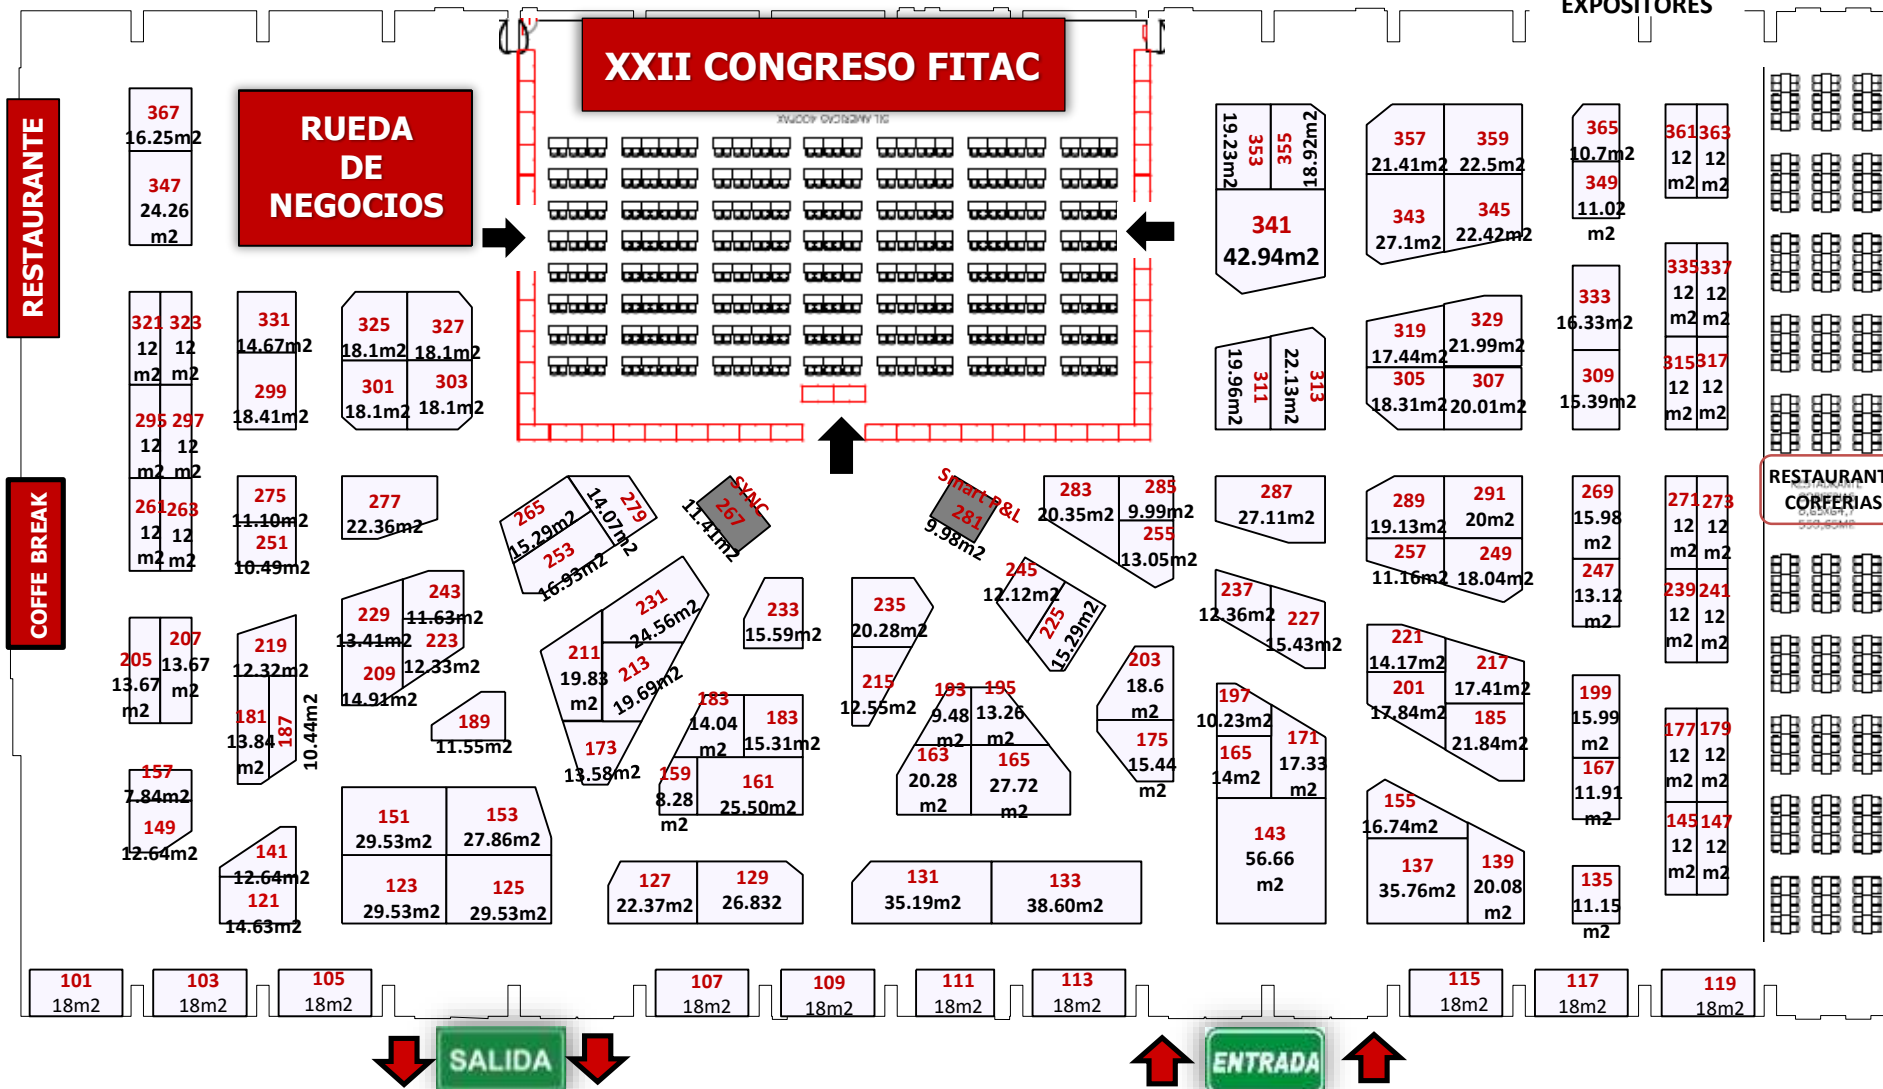 EXPOSITORES
XXII CONGRESO FITAC
SIL AMERICAS 400PAX
RUEDA
DE
NEGOCIOS
RESTAURANTE
COFFE BREAK
367
16.25m2
347
24.26
m2
353
19.23m2
355
18.92m2
341
42.94m2
357
21.41m2
359
22.5m2
343
27.1m2
345
22.42m2
365
10.7m2
349
11.02
m2
361
12
m2
363
12
m2
321
12
m2
323
12
m2
331
14.67m2
299
18.41m2
325
18.1m2
327
18.1m2
301
18.1m2
303
18.1m2
295
12
m2
297
12
m2
261
12
m2
263
12
m2
311
19.96m2
313
22.13m2
319
17.44m2
329
21.99m2
305
18.31m2
307
20.01m2
333
16.33m2
309
15.39m2
335
12
m2
337
12
m2
315
12
m2
317
12
m2
275
11.10m2
251
10.49m2
277
22.36m2
265
15.29m2
279
14.07m2
253
16.93m2
SYNC
267
11.41m2
Smart P&L
281
9.98m2
283
20.35m2
285
9.99m2
255
13.05m2
287
27.11m2
289
19.13m2
291
20m2
257
11.16m2
249
18.04m2
269
15.98
m2
247
13.12
m2
271
12
m2
273
12
m2
239
12
m2
241
12
m2
RESTAURANT
CORFERIAS
205
13.67
m2
207
13.67
m2
219
12.32m2
181
13.84
m2
187
10.44m2
229
13.41m2
243
11.63m2
209
14.91m2
223
12.33m2
189
11.55m2
211
19.83
m2
231
24.56m2
213
19.69m2
173
13.58m2
233
15.59m2
235
20.28m2
215
12.55m2
245
12.12m2
225
15.29m2
203
18.6
m2
175
15.44
m2
237
12.36m2
227
15.43m2
221
14.17m2
217
17.41m2
201
17.84m2
185
21.84m2
199
15.99
m2
167
11.91
m2
177
12
m2
179
12
m2
145
12
m2
147
12
m2
183
14.04
m2
183
15.31m2
159
8.28
m2
161
25.50m2
193
9.48
m2
195
13.26
m2
163
20.28
m2
165
27.72
m2
197
10.23m2
165
14m2
171
17.33
m2
143
56.66
m2
157
7.84m2
149
12.64m2
141
12.64m2
121
14.63m2
151
29.53m2
153
27.86m2
123
29.53m2
125
29.53m2
127
22.37m2
129
26.832
131
35.19m2
133
38.60m2
155
16.74m2
137
35.76m2
139
20.08
m2
135
11.15
m2
101
18m2
103
18m2
105
18m2
107
18m2
109
18m2
111
18m2
113
18m2
115
18m2
117
18m2
119
18m2
SALIDA
ENTRADA